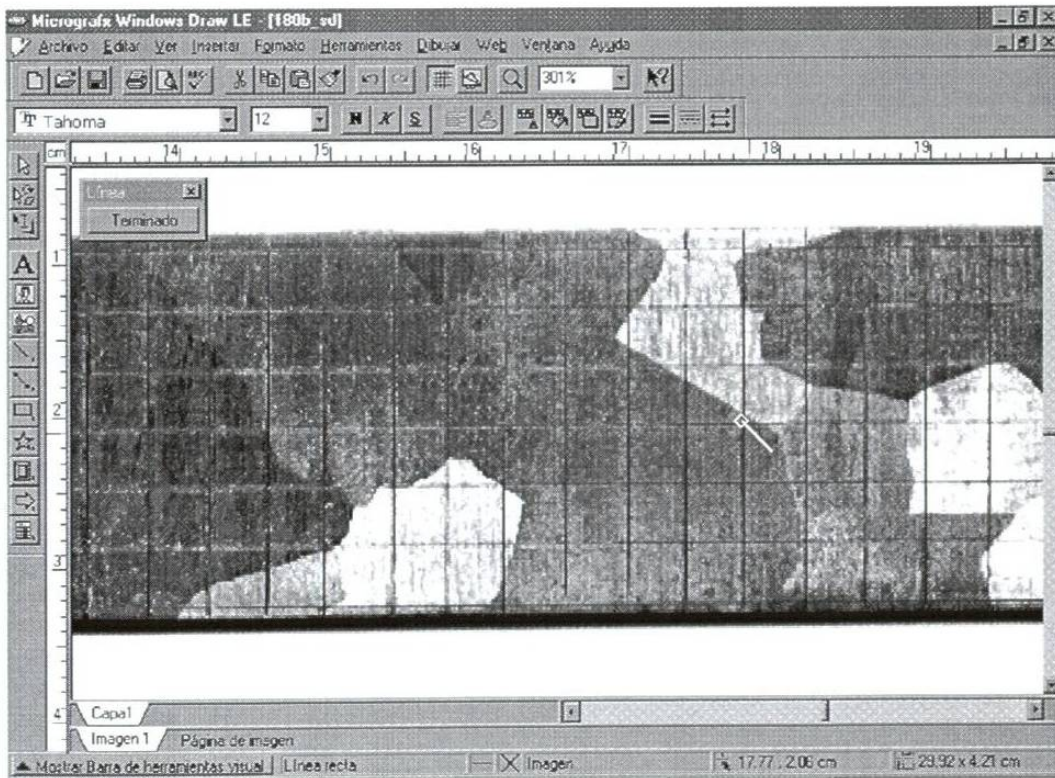 Micrografx Windows Draw LE - [180b_sd]
Archivo Editar Ver Insertar Formato Herramientas Dibujar Web Ventana Ayuda
301%
Tahoma 12 N K S
cm 14 15 16 17 18 19
Línea
Terminado
1
A
2
3
4
Capa1
Imagen 1 Página de imagen
Mostrar Barra de herramientas visual Línea recta Imagen 17.77 , 2.06 cm 29.92 x 4.21 cm